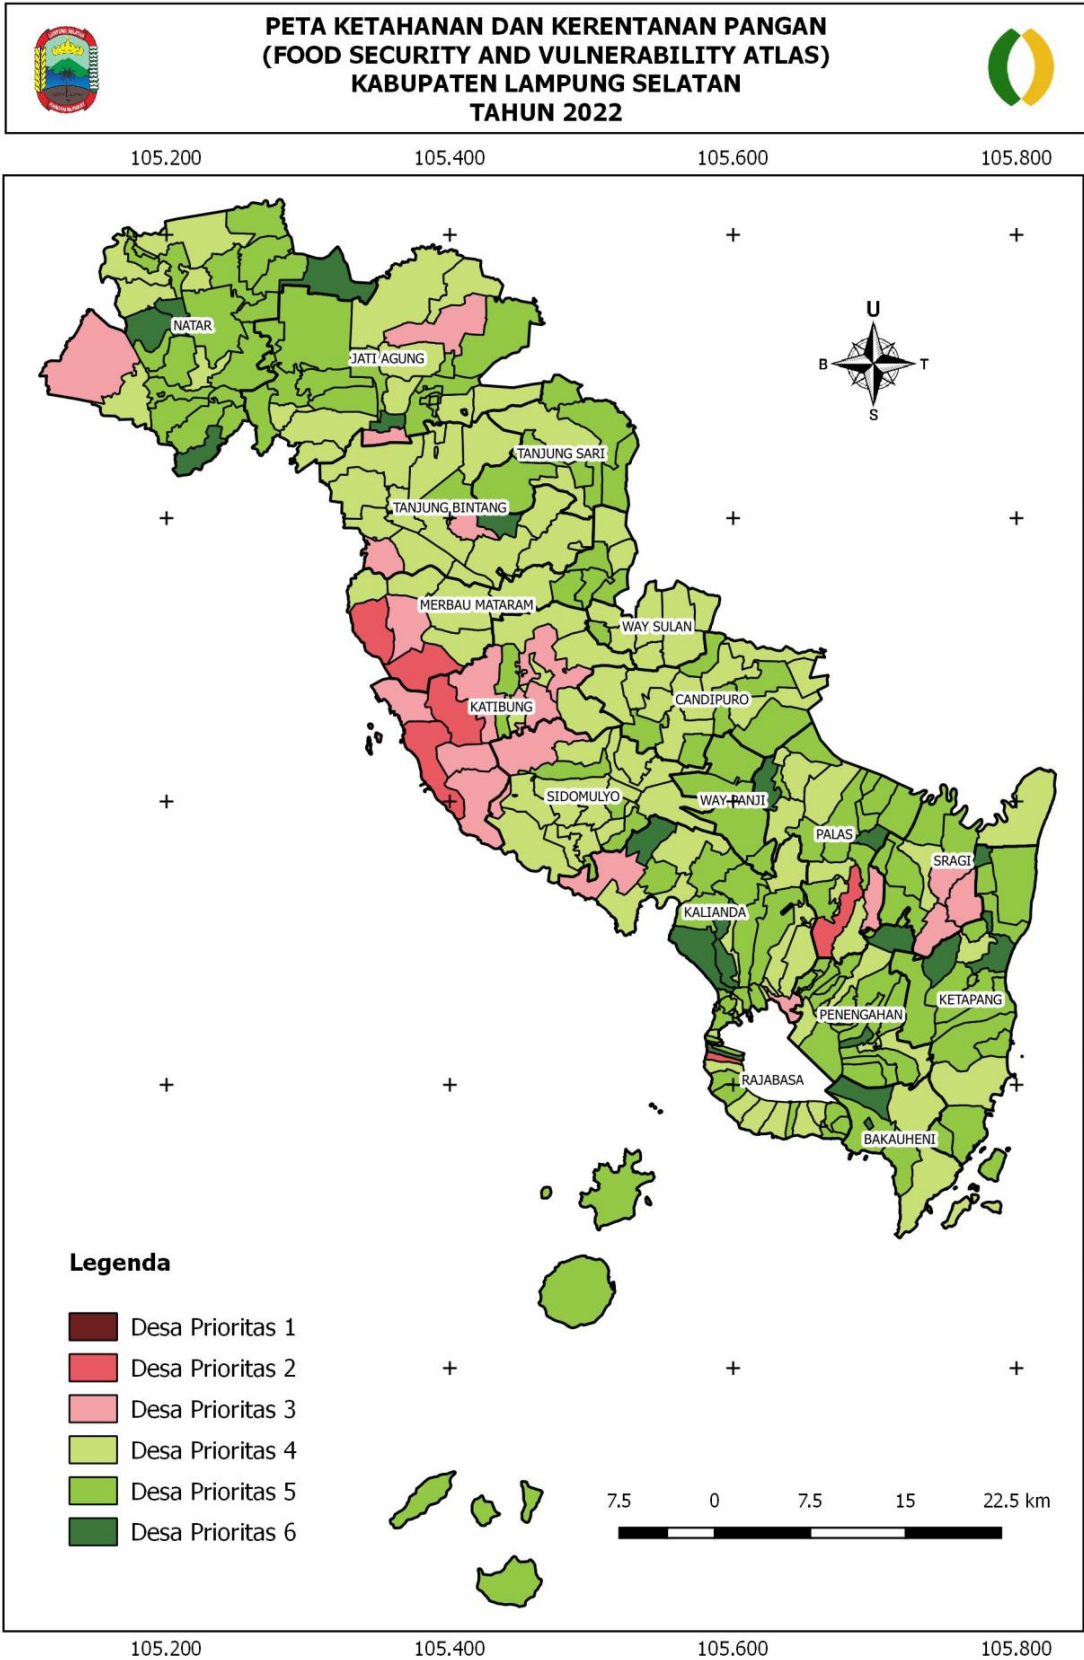 PETA KETAHANAN DAN KERENTANAN PANGAN
(FOOD SECURITY AND VULNERABILITY ATLAS)
KABUPATEN LAMPUNG SELATAN
TAHUN 2022
LAMPUNG SELATAN
105.200 105.400 105.600 105.800
U
B T
S
NATAR
JATI AGUNG
TANJUNG SARI
TANJUNG BINTANG
MERBAU MATARAM
WAY SULAN
CANDIPURO
KATIBUNG
SIDOMULYO
WAY PANJI
PALAS
SRAGI
KALIANDA
KETAPANG
PENENGAHAN
RAJABASA
BAKAUHENI
Legenda
Desa Prioritas 1
Desa Prioritas 2
Desa Prioritas 3
Desa Prioritas 4
Desa Prioritas 5
Desa Prioritas 6
7.5 0 7.5 15 22.5 km
105.200 105.400 105.600 105.800